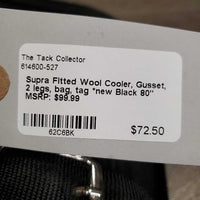 The Tack Collector
614600-527
Supra Fitted Wool Cooler, Gusset,
2 legs, bag, tag *new Black 80"
MSRP: $99.99
62C6BK
$72.50